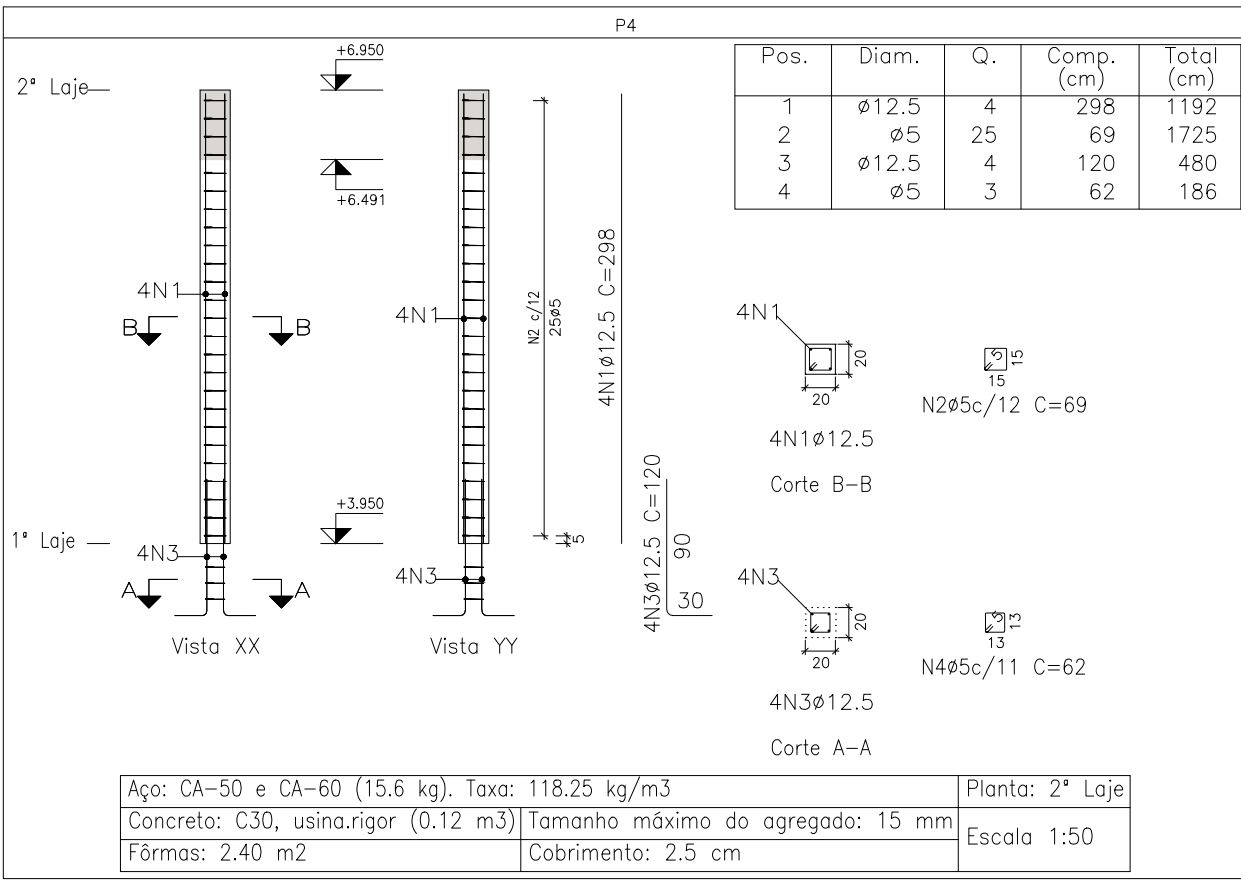 P4
Pos. Diam. Q. Comp. (cm) Total (cm)
1 ø12.5 4 298 1192
2 ø5 25 69 1725
3 ø12.5 4 120 480
4 ø5 3 62 186
2ª Laje
+6.950
+6.491
4N1
B B
4N1
N2 c/12
25ø5
4N1ø12.5 C=298
+3.950
1ª Laje
5
4N3
A A
4N3
Vista XX
Vista YY
4N3ø12.5 C=120
90
30
4N1
20
20
4N1ø12.5
Corte B-B
5
15
15
N2ø5c/12 C=69
4N3
20
20
4N3ø12.5
Corte A-A
5
13
13
N4ø5c/11 C=62
Aço: CA-50 e CA-60 (15.6 kg). Taxa: 118.25 kg/m3
Planta: 2ª Laje
Concreto: C30, usina.rigor (0.12 m3) Tamanho máximo do agregado: 15 mm
Escala 1:50
Fôrmas: 2.40 m2 Cobrimento: 2.5 cm